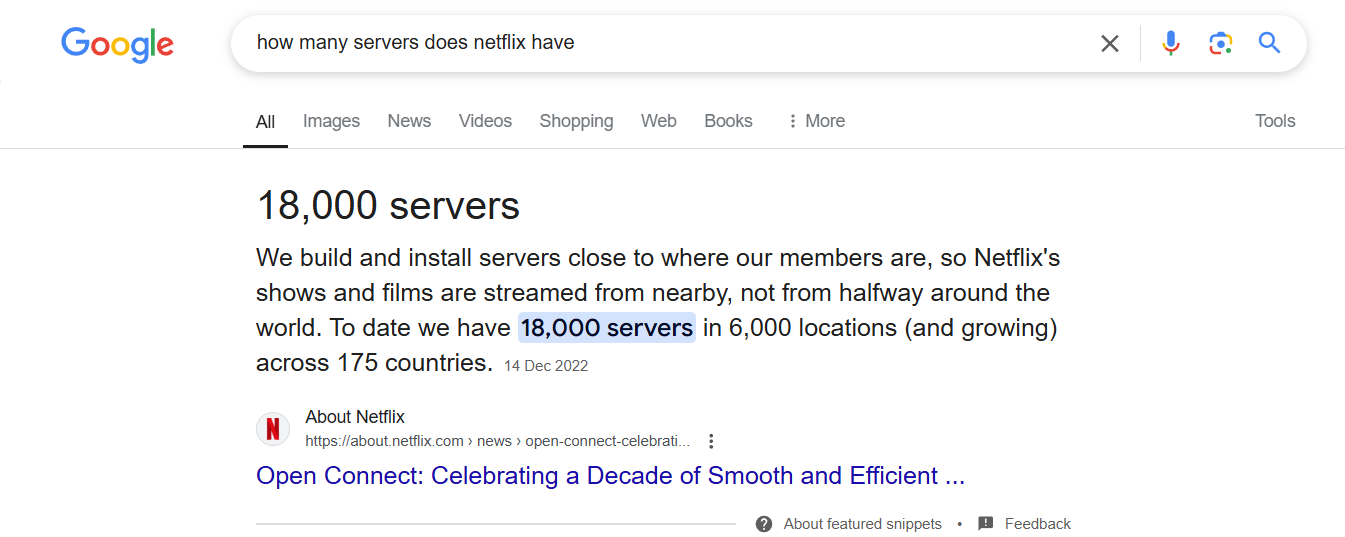 Google
how many servers does netflix have
All Images News Videos Shopping Web Books More Tools
18,000 servers
We build and install servers close to where our members are, so Netflix's
shows and films are streamed from nearby, not from halfway around the
world. To date we have 18,000 servers in 6,000 locations (and growing)
across 175 countries. 14 Dec 2022
N
About Netflix
https://about.netflix.com › news › open-connect-celebrati...
Open Connect: Celebrating a Decade of Smooth and Efficient ...
About featured snippets • Feedback